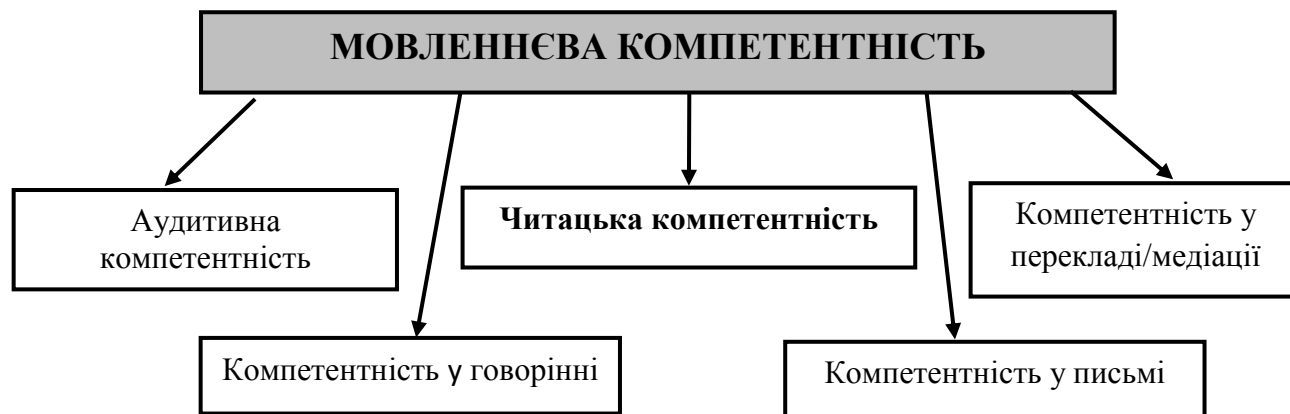 МОВЛЕННЄВА КОМПЕТЕНТНІСТЬ
Аудитивна
компетентність
Читацька компетентність
Компетентність у
перекладі/медіації
Компетентність у говорінні
Компетентність у письмі